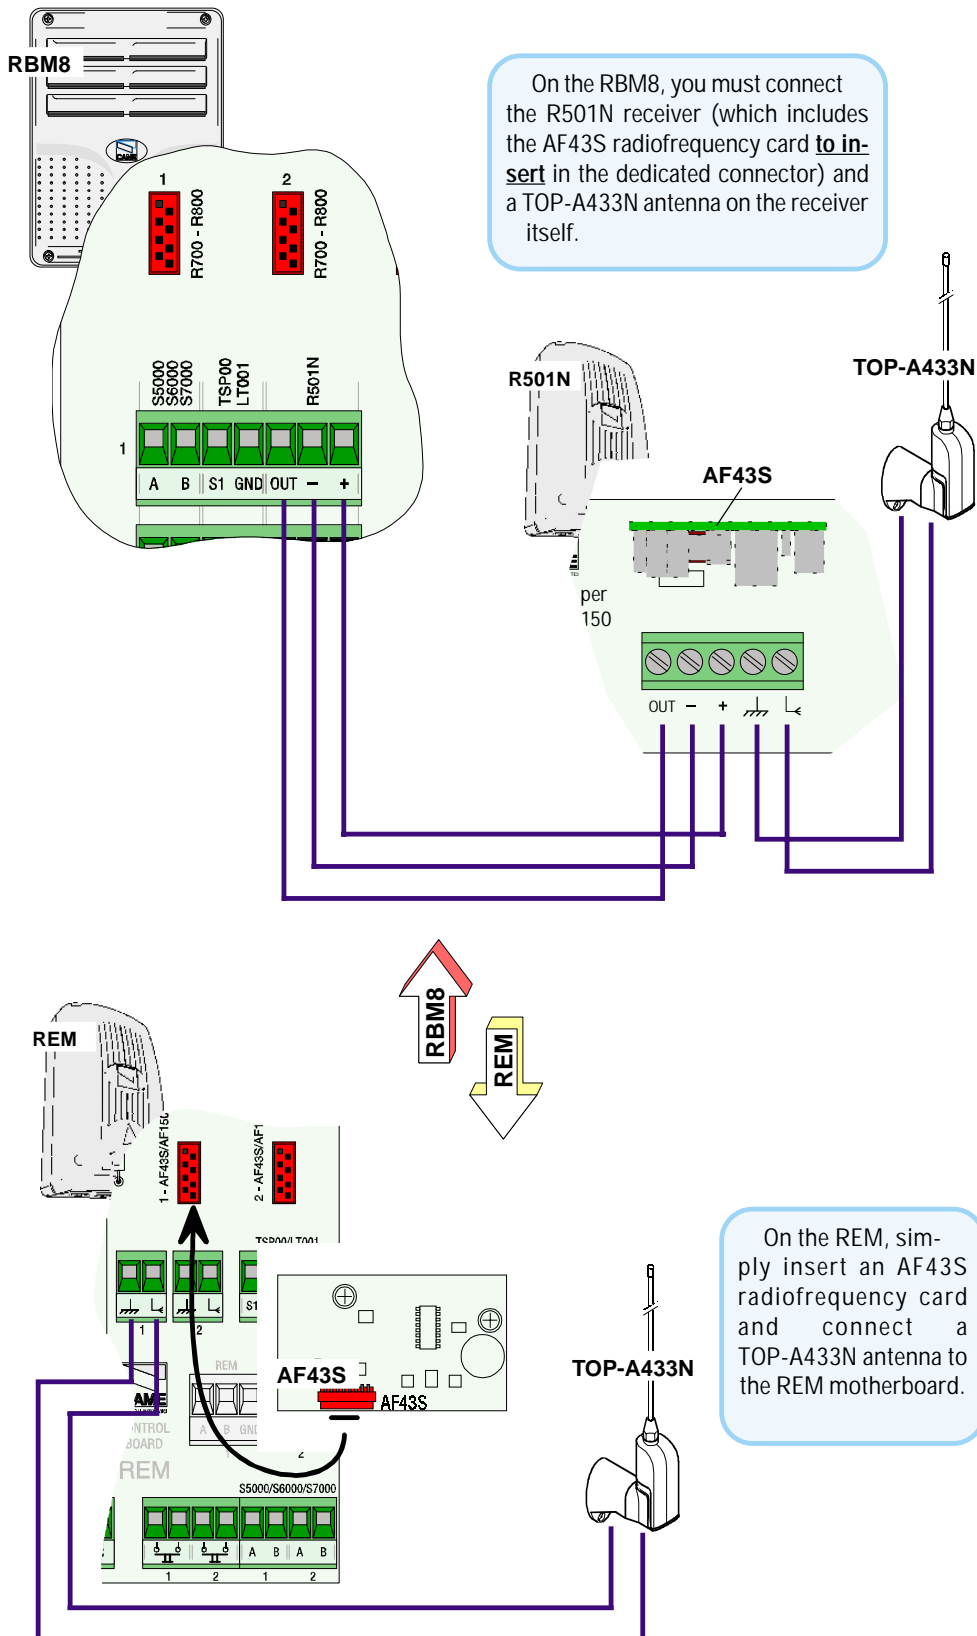 RBM8
CAME
On the RBM8, you must connect
the R501N receiver (which includes
the AF43S radiofrequency card to in-
sert in the dedicated connector) and
a TOP-A433N antenna on the receiver
itself.
1
2
R700 - R800
R700 - R800
S5000
S6000
S7000
TSP00
LT001
R501N
1
A B S1 GND OUT − +
R501N
TOP-A433N
AF43S
per
150
OUT − +
RBM8
REM
REM
1 - AF43S/AF150
2 - AF43S/AF1
TSP00/LT001
S1
1
2
REM
A B GND
2
AME
NTROL
BOARD
REM
AF43S
AF43S
S5000/S6000/S7000
A B A B
1 2 1 2
TOP-A433N
On the REM, sim-
ply insert an AF43S
radiofrequency card
and connect a
TOP-A433N antenna to
the REM motherboard.